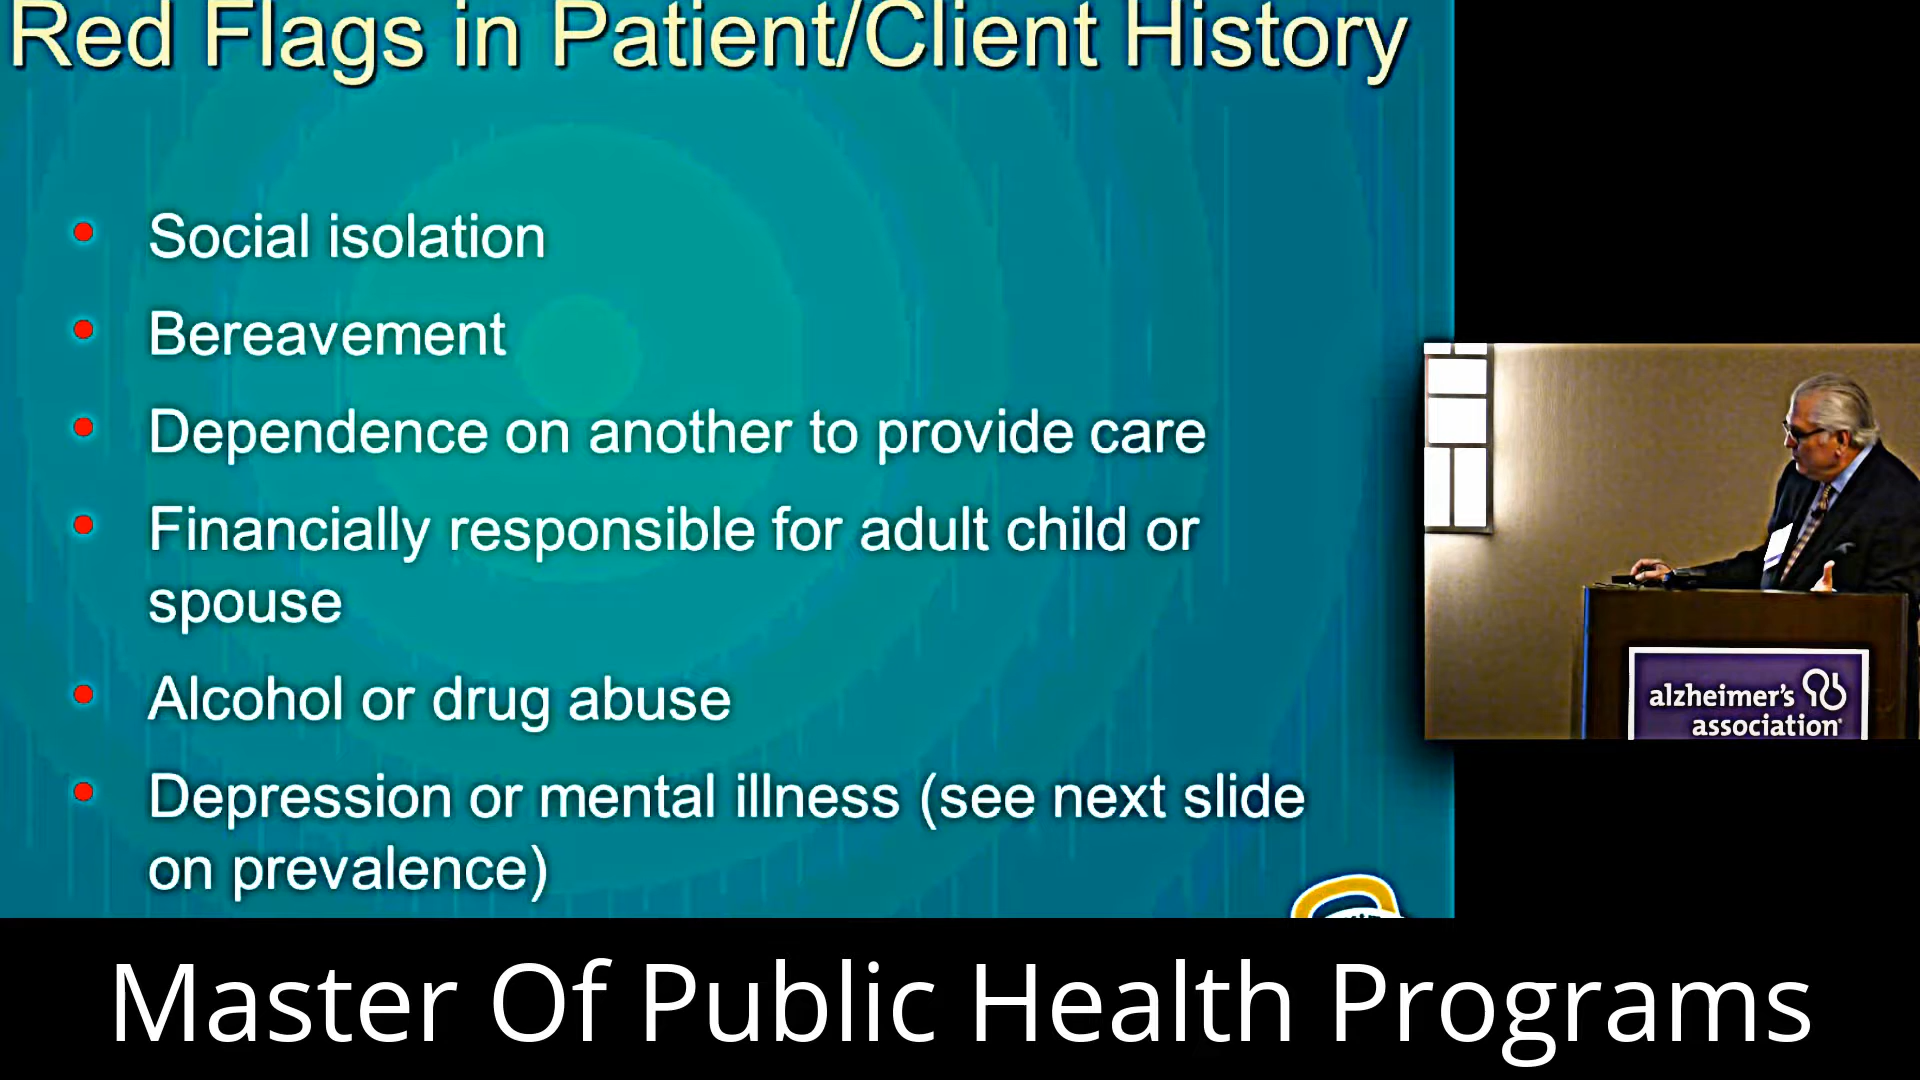 Red Flags in Patient/Client History
Social isolation
Bereavement
Dependence on another to provide care
Financially responsible for adult child or
spouse
Alcohol or drug abuse
Depression or mental illness (see next slide
on prevalence)
alzheimer's
association
Master Of Public Health Programs